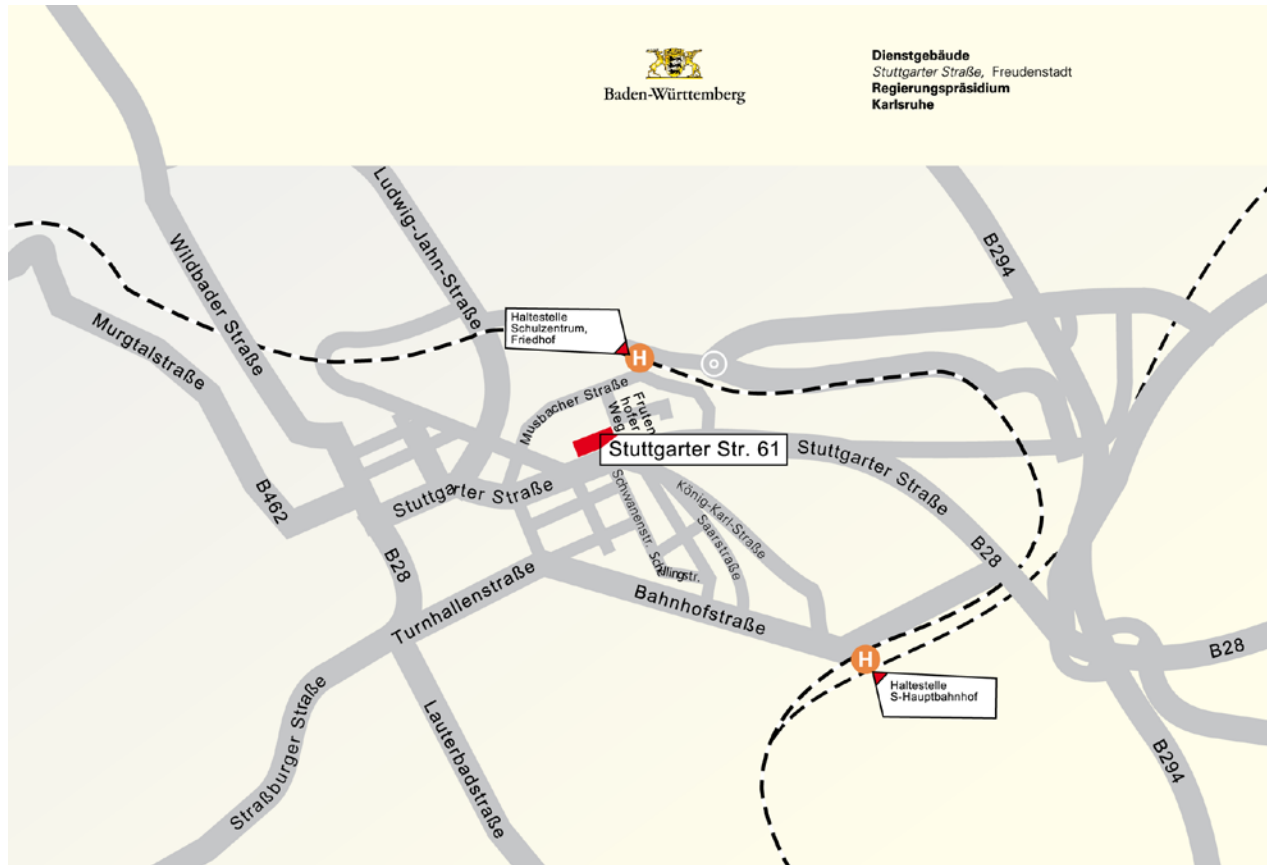 Baden-Württemberg
Dienstgebäude
Stuttgarter Straße, Freudenstadt
Regierungspräsidium
Karlsruhe
Ludwig-Jahn-Straße
Wildbader Straße
B294
Murgtalstraße
Haltestelle
Schulzentrum,
Friedhof
H
Musbacher Straße
Fruten
hofer
Weg
Stuttgarter Str. 61
Stuttgarter Straße
B462
Stuttgarter Straße
Schwanenstr.
König-Karl-Straße
Saarstraße
B28
B28
Schillingstr.
Turnhallenstraße
Bahnhofstraße
B28
H
Haltestelle
S-Hauptbahnhof
Straßburger Straße
Lauterbadstraße
B294